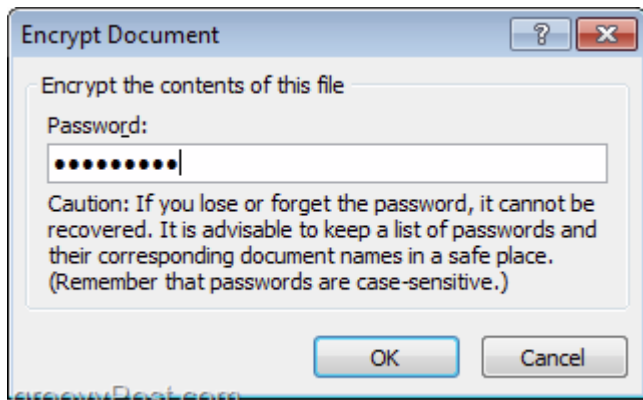 Encrypt Document
Encrypt the contents of this file
Password:
•••••••••
Caution: If you lose or forget the password, it cannot be
recovered. It is advisable to keep a list of passwords and
their corresponding document names in a safe place.
(Remember that passwords are case-sensitive.)
OK
Cancel
groovyPost.com